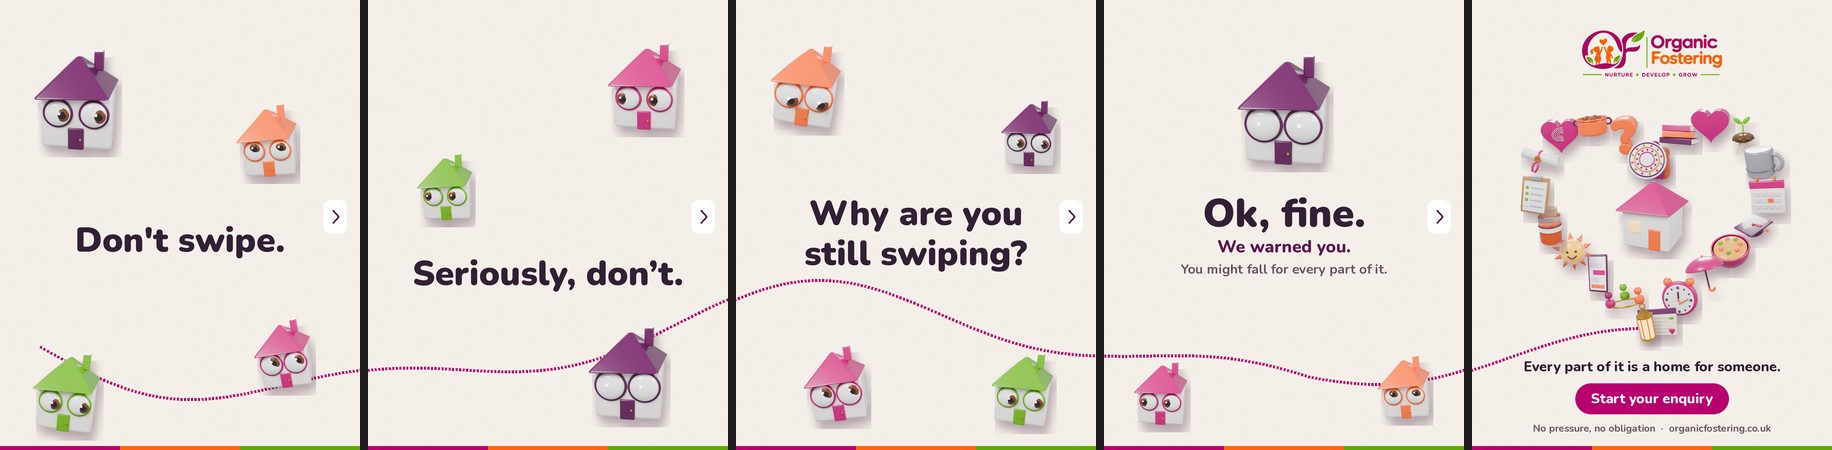 Don't swipe.
Seriously, don’t.
Why are you
still swiping?
Ok, fine.
We warned you.
You might fall for every part of it.
OF Organic
Fostering
NURTURE • DEVELOP • GROW
Every part of it is a home for someone.
Start your enquiry
No pressure, no obligation · organicfostering.co.uk